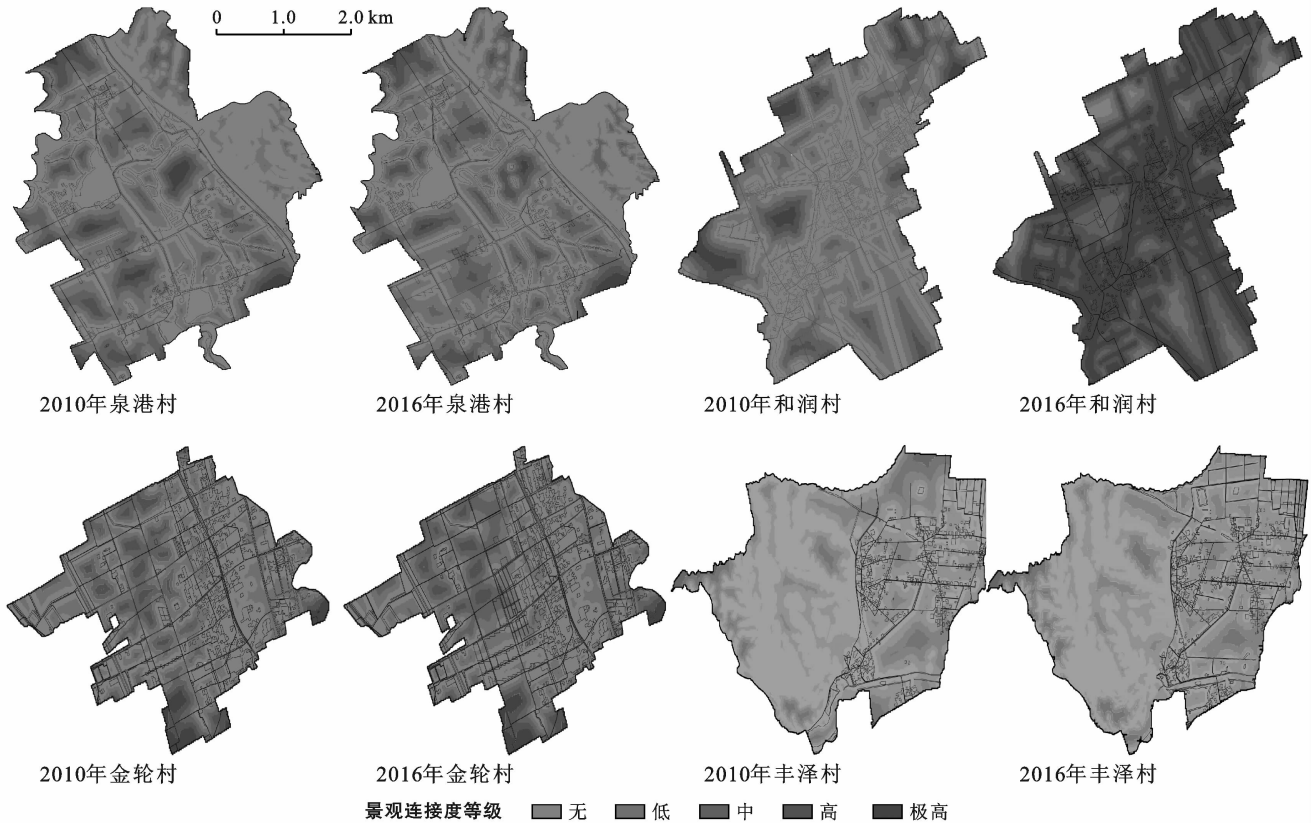 0 1.0 2.0 km
2010年泉港村 2016年泉港村 2010年和润村 2016年和润村
2010年金轮村 2016年金轮村 2010年丰泽村 2016年丰泽村
景观连接度等级 无 低 中 高 极高